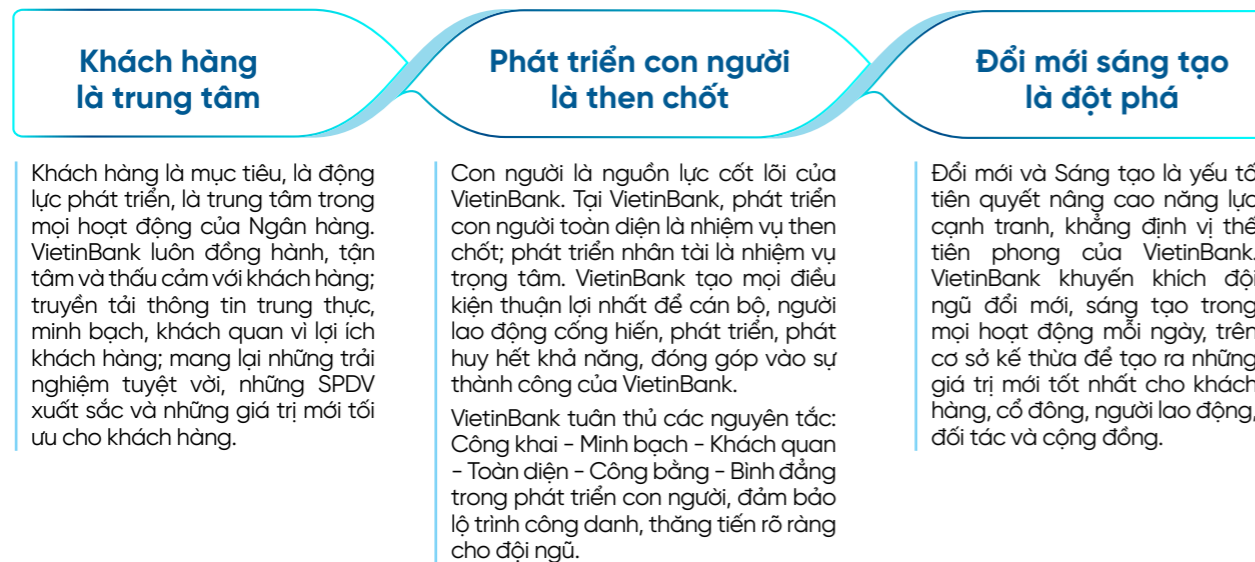 Khách hàng
là trung tâm
Khách hàng là mục tiêu, là động
lực phát triển, là trung tâm trong
mọi hoạt động của Ngân hàng.
VietinBank luôn đồng hành, tận
tâm và thấu cảm với khách hàng;
truyền tải thông tin trung thực,
minh bạch, khách quan vì lợi ích
khách hàng; mang lại những trải
nghiệm tuyệt vời, những SPDV
xuất sắc và những giá trị mới tối
ưu cho khách hàng.
Phát triển con người
là then chốt
Con người là nguồn lực cốt lõi của
VietinBank. Tại VietinBank, phát triển
con người toàn diện là nhiệm vụ then
chốt; phát triển nhân tài là nhiệm vụ
trọng tâm. VietinBank tạo mọi điều
kiện thuận lợi nhất để cán bộ, người
lao động cống hiến, phát triển, phát
huy hết khả năng, đóng góp vào sự
thành công của VietinBank.
VietinBank tuân thủ các nguyên tắc:
Công khai - Minh bạch - Khách quan
- Toàn diện - Công bằng - Bình đẳng
trong phát triển con người, đảm bảo
lộ trình công danh, thăng tiến rõ ràng
cho đội ngũ.
Đổi mới sáng tạo
là đột phá
Đổi mới và Sáng tạo là yếu tố
tiên quyết nâng cao năng lực
cạnh tranh, khẳng định vị thế
tiên phong của VietinBank.
VietinBank khuyến khích đội
ngũ đổi mới, sáng tạo trong
mọi hoạt động mỗi ngày, trên
cơ sở kế thừa để tạo ra những
giá trị mới tốt nhất cho khách
hàng, cổ đông, người lao động,
đối tác và cộng đồng.